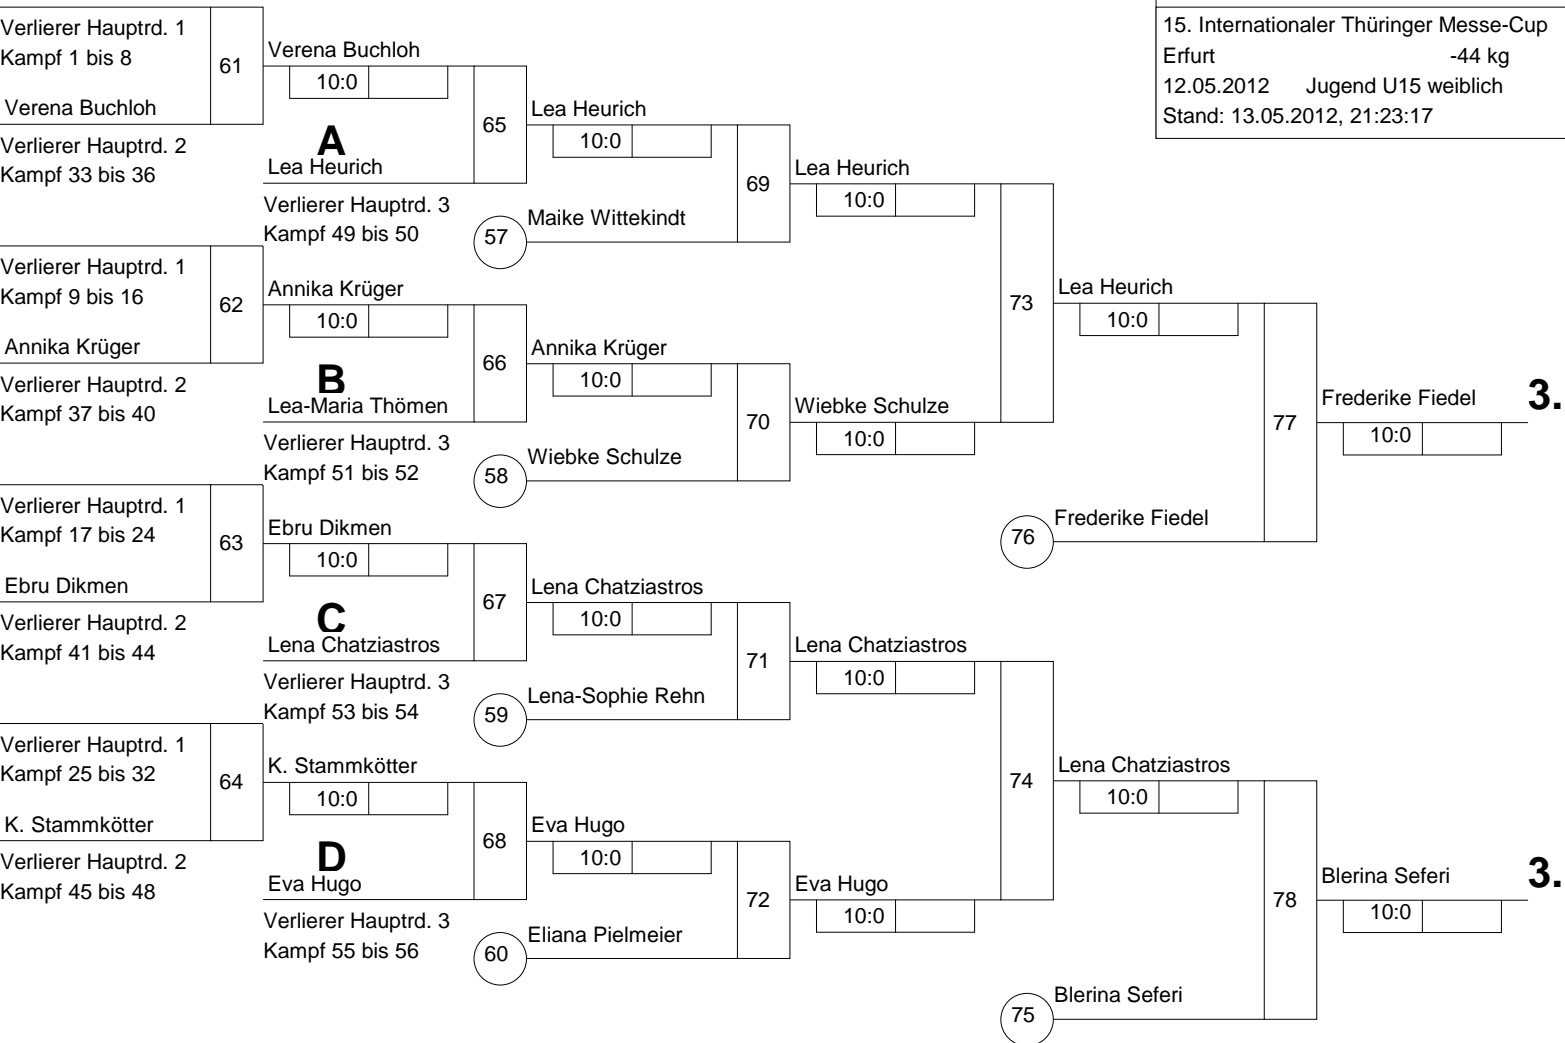 15. Internationaler Thüringer Messe-Cup
Erfurt -44 kg
12.05.2012 Jugend U15 weiblich
Stand: 13.05.2012, 21:23:17
Verlierer Hauptrd. 1
Kampf 1 bis 8
61
Verena Buchloh
Verlierer Hauptrd. 2
Kampf 33 bis 36
Verlierer Hauptrd. 1
Kampf 9 bis 16
62
Annika Krüger
Verlierer Hauptrd. 2
Kampf 37 bis 40
Verlierer Hauptrd. 1
Kampf 17 bis 24
63
Ebru Dikmen
Verlierer Hauptrd. 2
Kampf 41 bis 44
Verlierer Hauptrd. 1
Kampf 25 bis 32
64
K. Stammkötter
Verlierer Hauptrd. 2
Kampf 45 bis 48
Verena Buchloh
10:0
A
65
Lea Heurich
Verlierer Hauptrd. 3
Kampf 49 bis 50
Annika Krüger
10:0
B
66
Lea-Maria Thömen
Verlierer Hauptrd. 3
Kampf 51 bis 52
Ebru Dikmen
10:0
C
67
Lena Chatziastros
Verlierer Hauptrd. 3
Kampf 53 bis 54
K. Stammkötter
10:0
D
68
Eva Hugo
Verlierer Hauptrd. 3
Kampf 55 bis 56
Lea Heurich
10:0
69
57 Maike Wittekindt
Annika Krüger
10:0
70
58 Wiebke Schulze
Lena Chatziastros
10:0
71
59 Lena-Sophie Rehn
Eva Hugo
10:0
72
60 Eliana Pielmeier
Lea Heurich
10:0
73
Wiebke Schulze
10:0
Lena Chatziastros
10:0
74
Eva Hugo
10:0
Lea Heurich
10:0
77
76 Frederike Fiedel
Lena Chatziastros
10:0
78
75 Blerina Seferi
Frederike Fiedel 3.
10:0
Blerina Seferi 3.
10:0